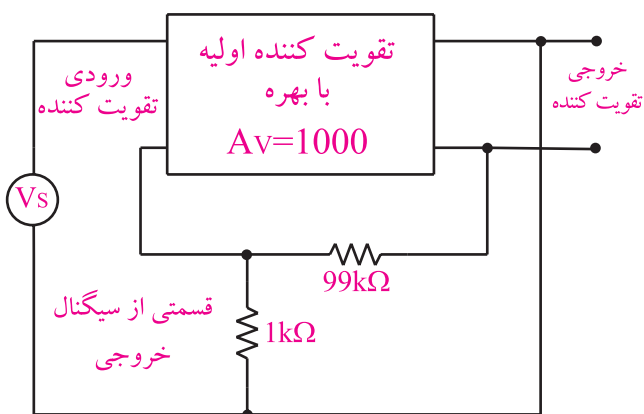 تقویت کننده اولیه
با بهره
Av=1000
ورودی
تقویت کننده
خروجی
تقویت کننده
Vs
99kΩ
1kΩ
قسمتی از سیگنال
خروجی